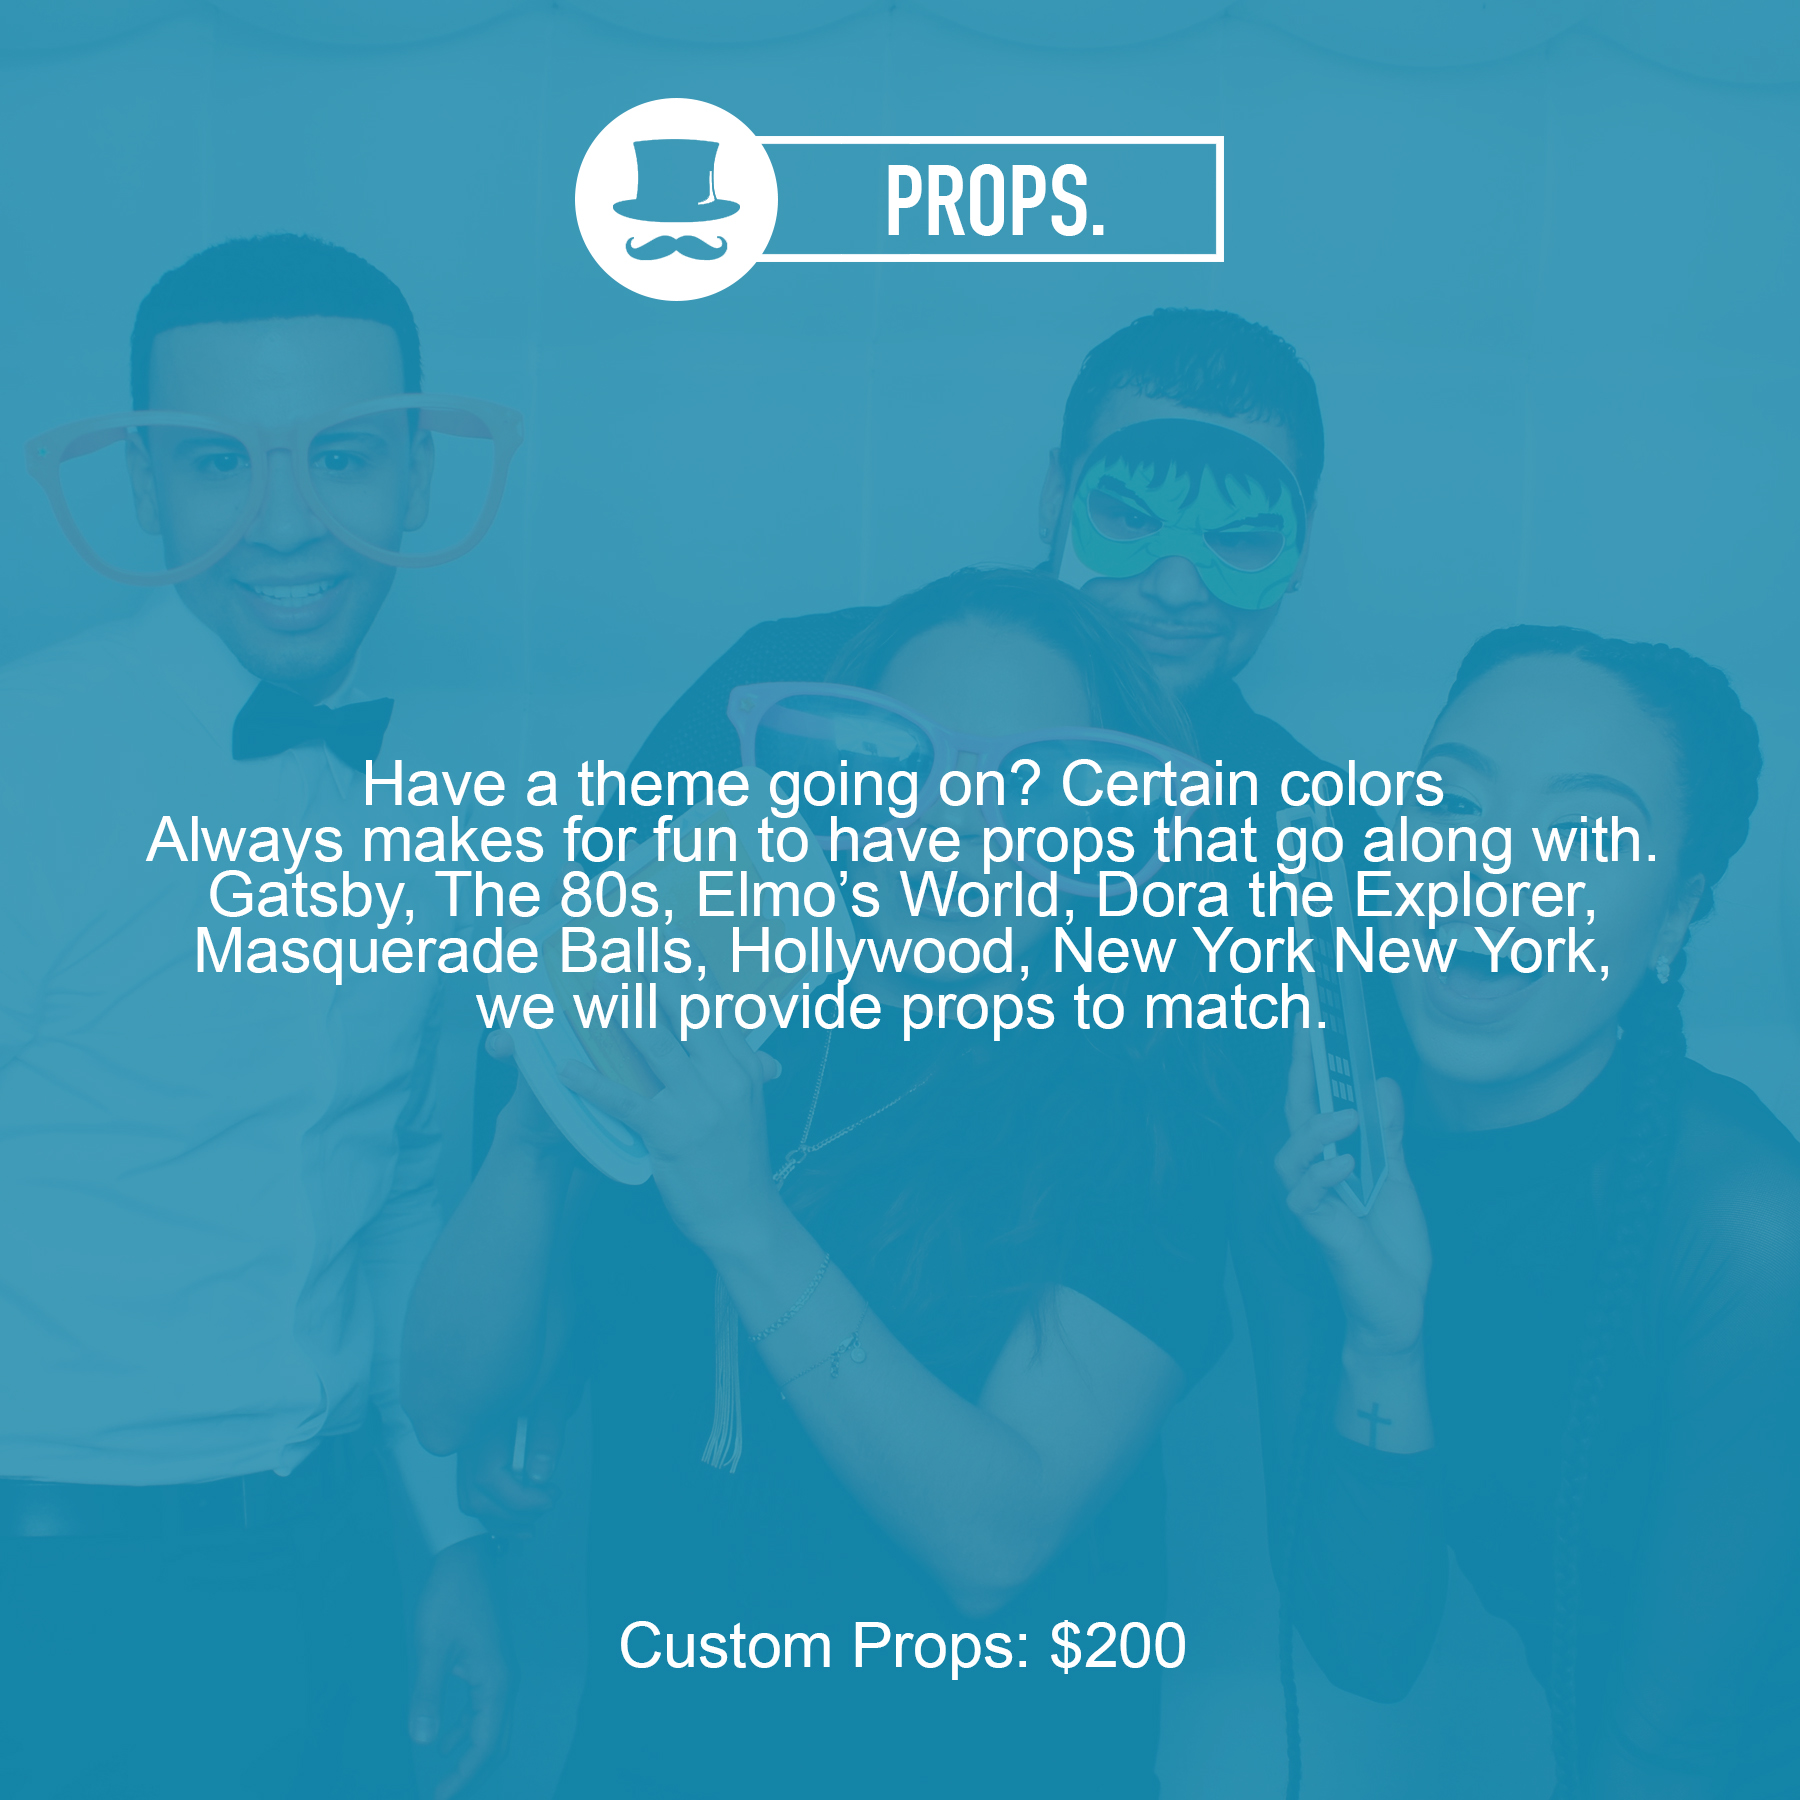 PROPS.
Have a theme going on? Certain colors
Always makes for fun to have props that go along with.
Gatsby, The 80s, Elmo’s World, Dora the Explorer,
Masquerade Balls, Hollywood, New York New York,
we will provide props to match.
Custom Props: $200